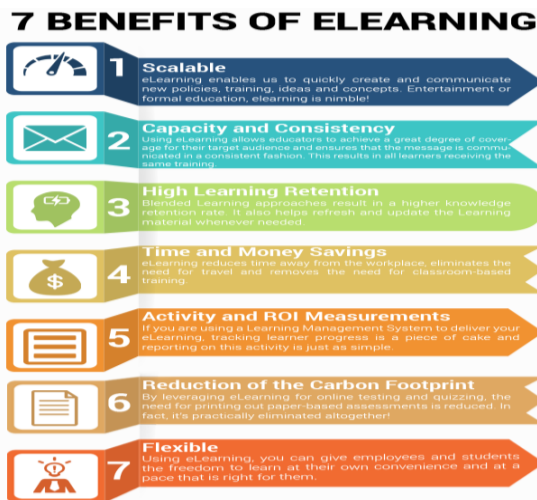 7 BENEFITS OF ELEARNING
1
Scalable
eLearning enables us to quickly create and communicate
new policies, training, ideas and concepts. Entertainment or
formal education, elearning is nimble!
2
Capacity and Consistency
Using eLearning allows educators to achieve a great degree of cover-
age for their target audience and ensures that the message is commu-
nicated in a consistent fashion. This results in all learners receiving the
same training.
3
High Learning Retention
Blended Learning approaches result in a higher knowledge
retention rate. It also helps refresh and update the Learning
material whenever needed
4
Time and Money Savings
eLearning reduces time away from the workplace, eliminates the
need for travel and removes the need for classroom-based
training
$
5
Activity and ROI Measurements
If you are using a Learning Management System to deliver your
eLearning, tracking learner progress is a piece of cake and
reporting on this activity is just as simple.
6
Reduction of the Carbon Footprint
By leveraging eLearning for online testing and quizzing, the
need for printing out paper-based assessments is reduced. In
fact, it's practically eliminated altogether!
7
Flexible
Using eLearning, you can give employees and students
the freedom to learn at their own convenience and at a
pace that is right for them.